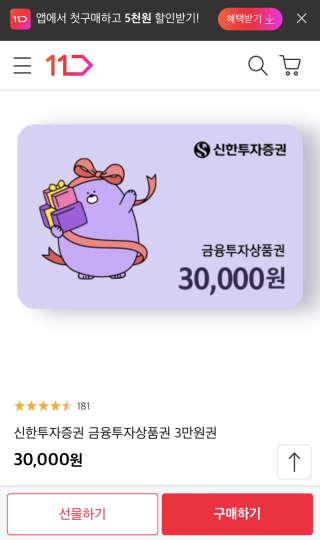 11
앱에서 첫구매하고 5천원 할인받기!
혜택받기
11
신한투자증권
금융투자상품권
30,000원
181
신한투자증권 금융투자상품권 3만원권
30,000원
선물하기
구매하기